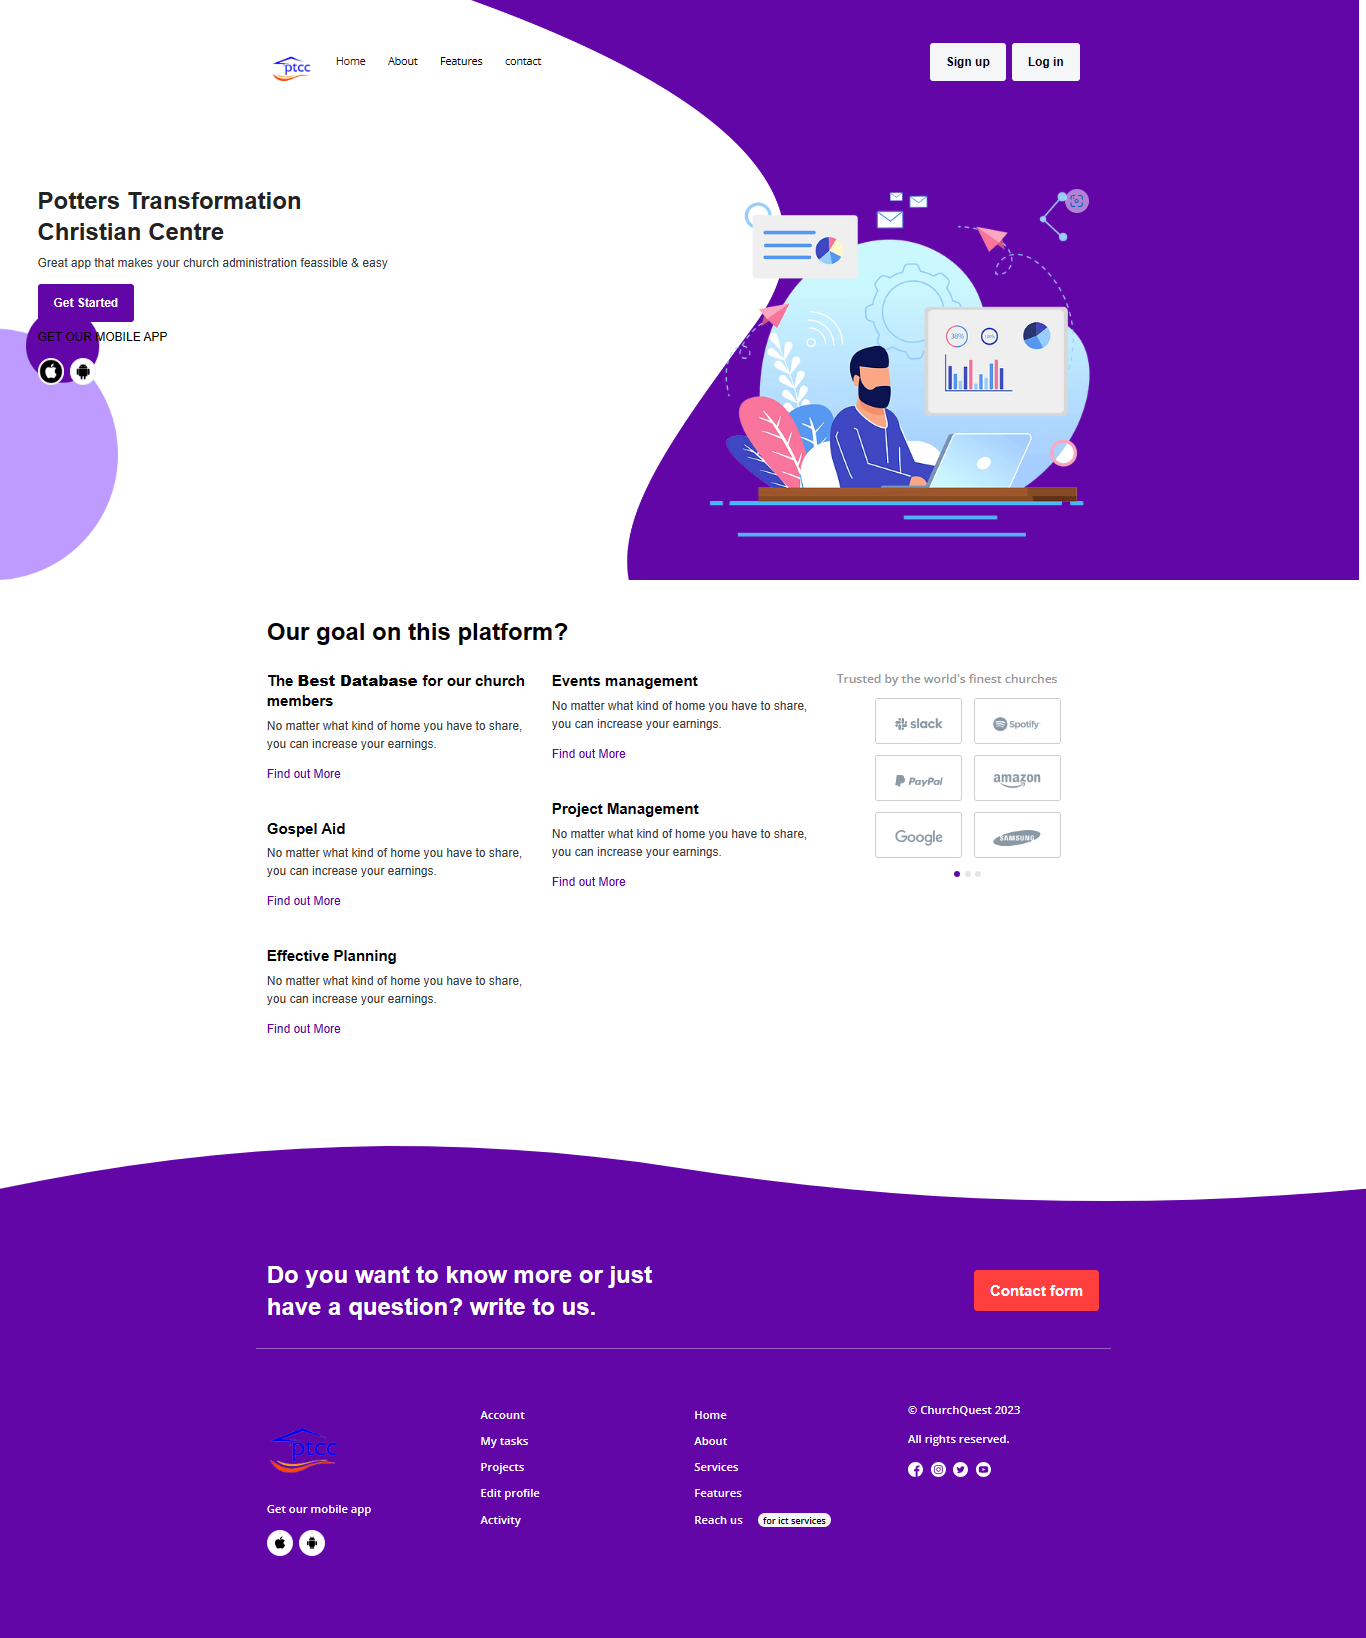 ptcc
Home
About
Features
contact
Sign up
Log in
Potters Transformation
Christian Centre
Great app that makes your church administration feassible & easy
Get Started
GET OUR MOBILE APP
38%
100%
Our goal on this platform?
The Best Database for our church
members
No matter what kind of home you have to share,
you can increase your earnings.
Find out More
Gospel Aid
No matter what kind of home you have to share,
you can increase your earnings.
Find out More
Effective Planning
No matter what kind of home you have to share,
you can increase your earnings.
Find out More
Events management
No matter what kind of home you have to share,
you can increase your earnings.
Find out More
Project Management
No matter what kind of home you have to share,
you can increase your earnings.
Find out More
Trusted by the world's finest churches
slack
Spotify
PayPal
amazon
Google
SAMSUNG
Do you want to know more or just
have a question? write to us.
Contact form
ptcc
Get our mobile app
Account
My tasks
Projects
Edit profile
Activity
Home
About
Services
Features
Reach us
for ict services
© ChurchQuest 2023
All rights reserved.